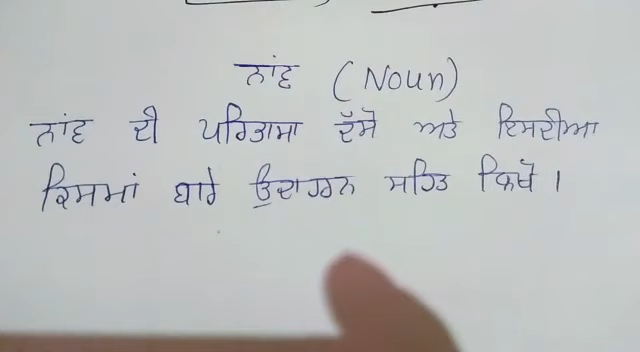 ਨਾਂਵ (Noun)
ਨਾਂਵ ਦੀ ਪਰਿਭਾਸ਼ਾ ਦੱਸੋ ਅਤੇ ਇਸਦੀਆ
ਕਿਸਮਾਂ ਬਾਰੇ ਉਦਾਹਰਨ ਸਹਿਤ ਲਿਖੋ ।